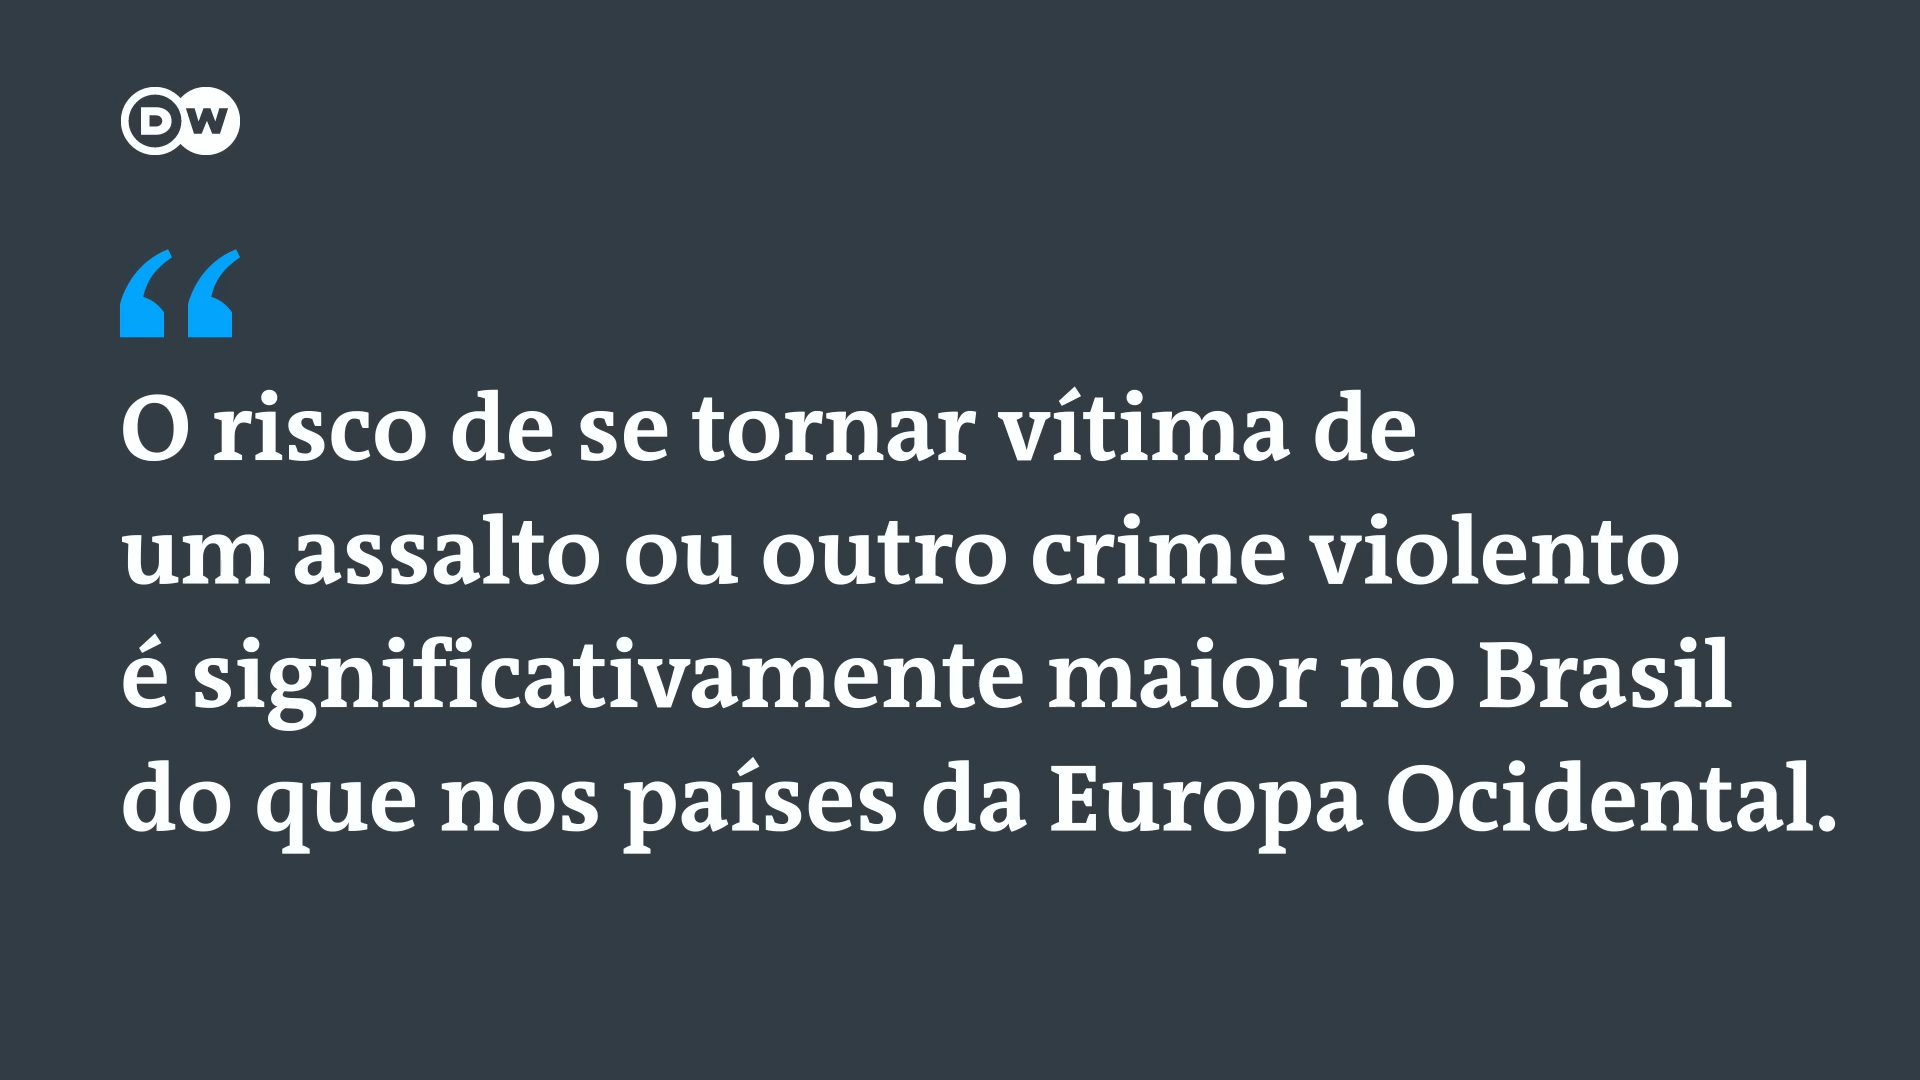 DW
“
O risco de se tornar vítima de
um assalto ou outro crime violento
é significativamente maior no Brasil
do que nos países da Europa Ocidental.